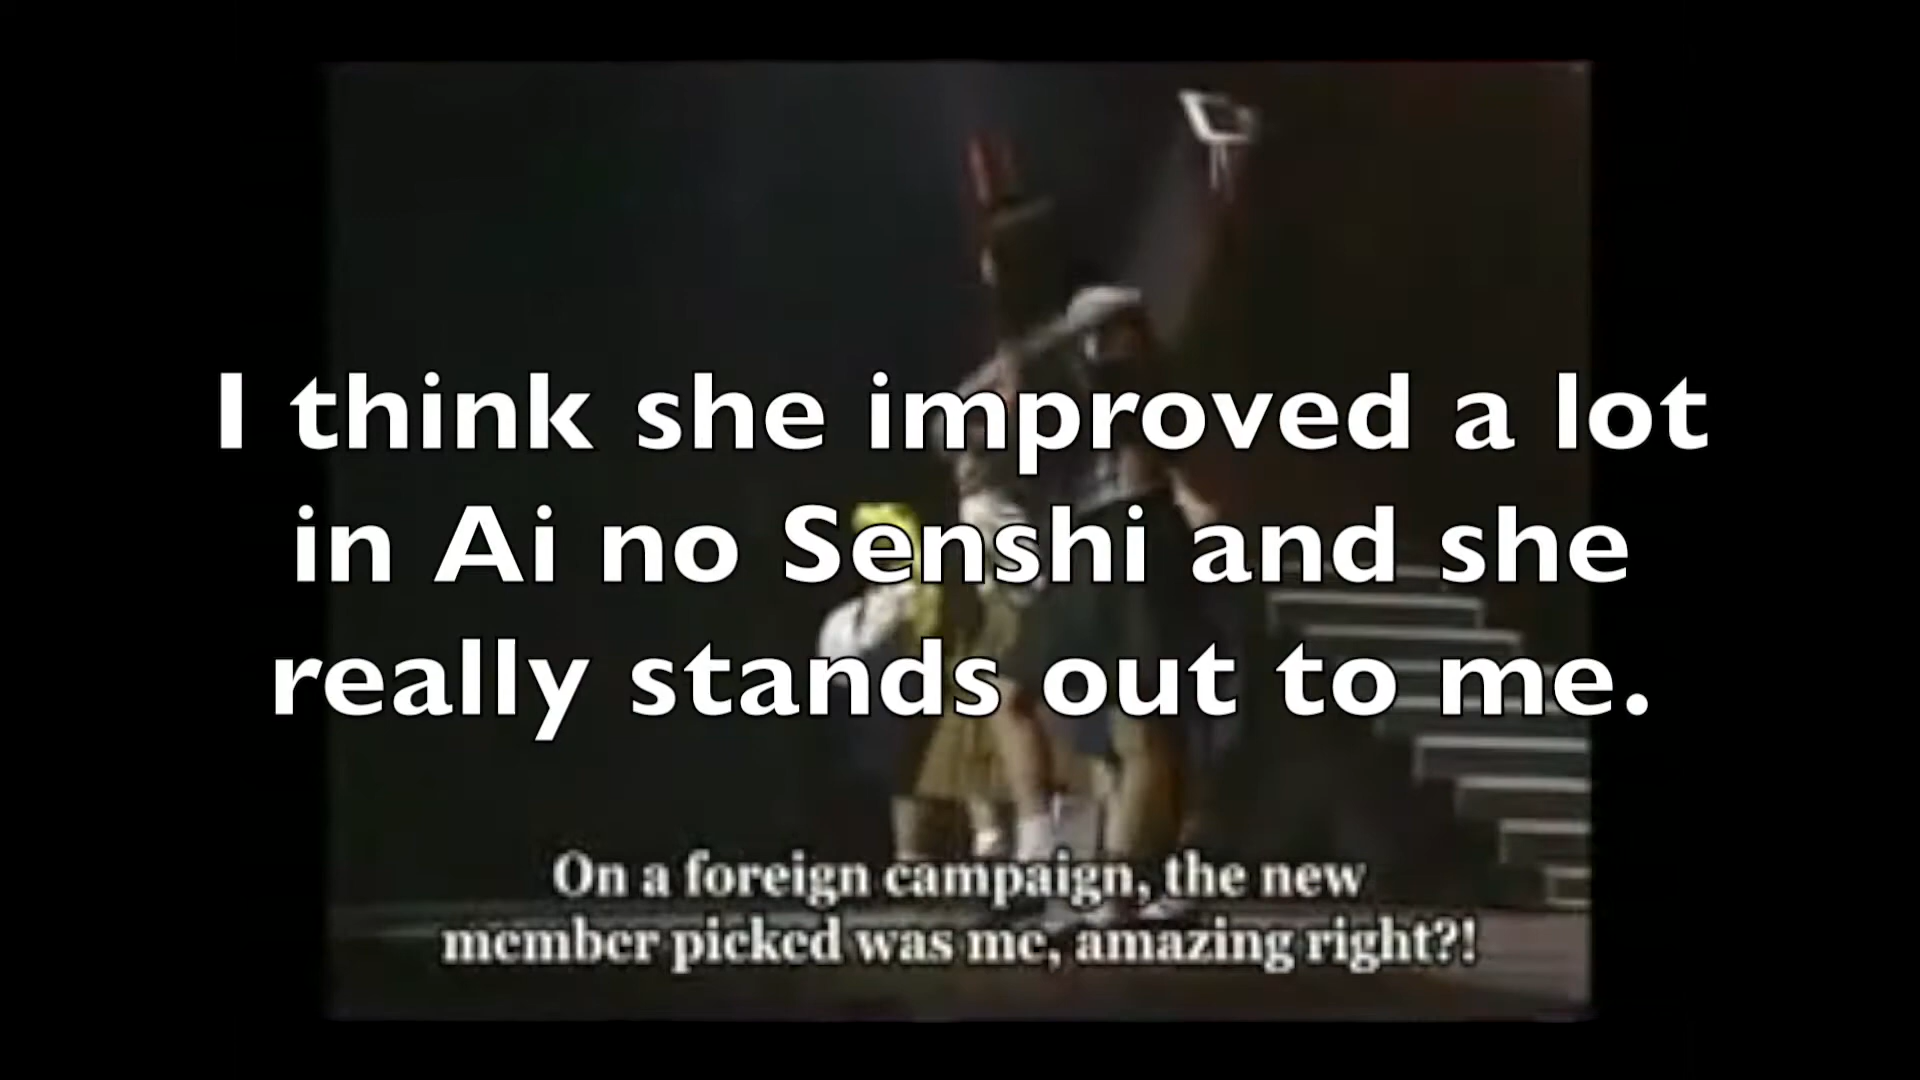 I think she improved a lot
in Ai no Senshi and she
really stands out to me.
On a foreign campaign, the new
member picked was me, amazing right?!